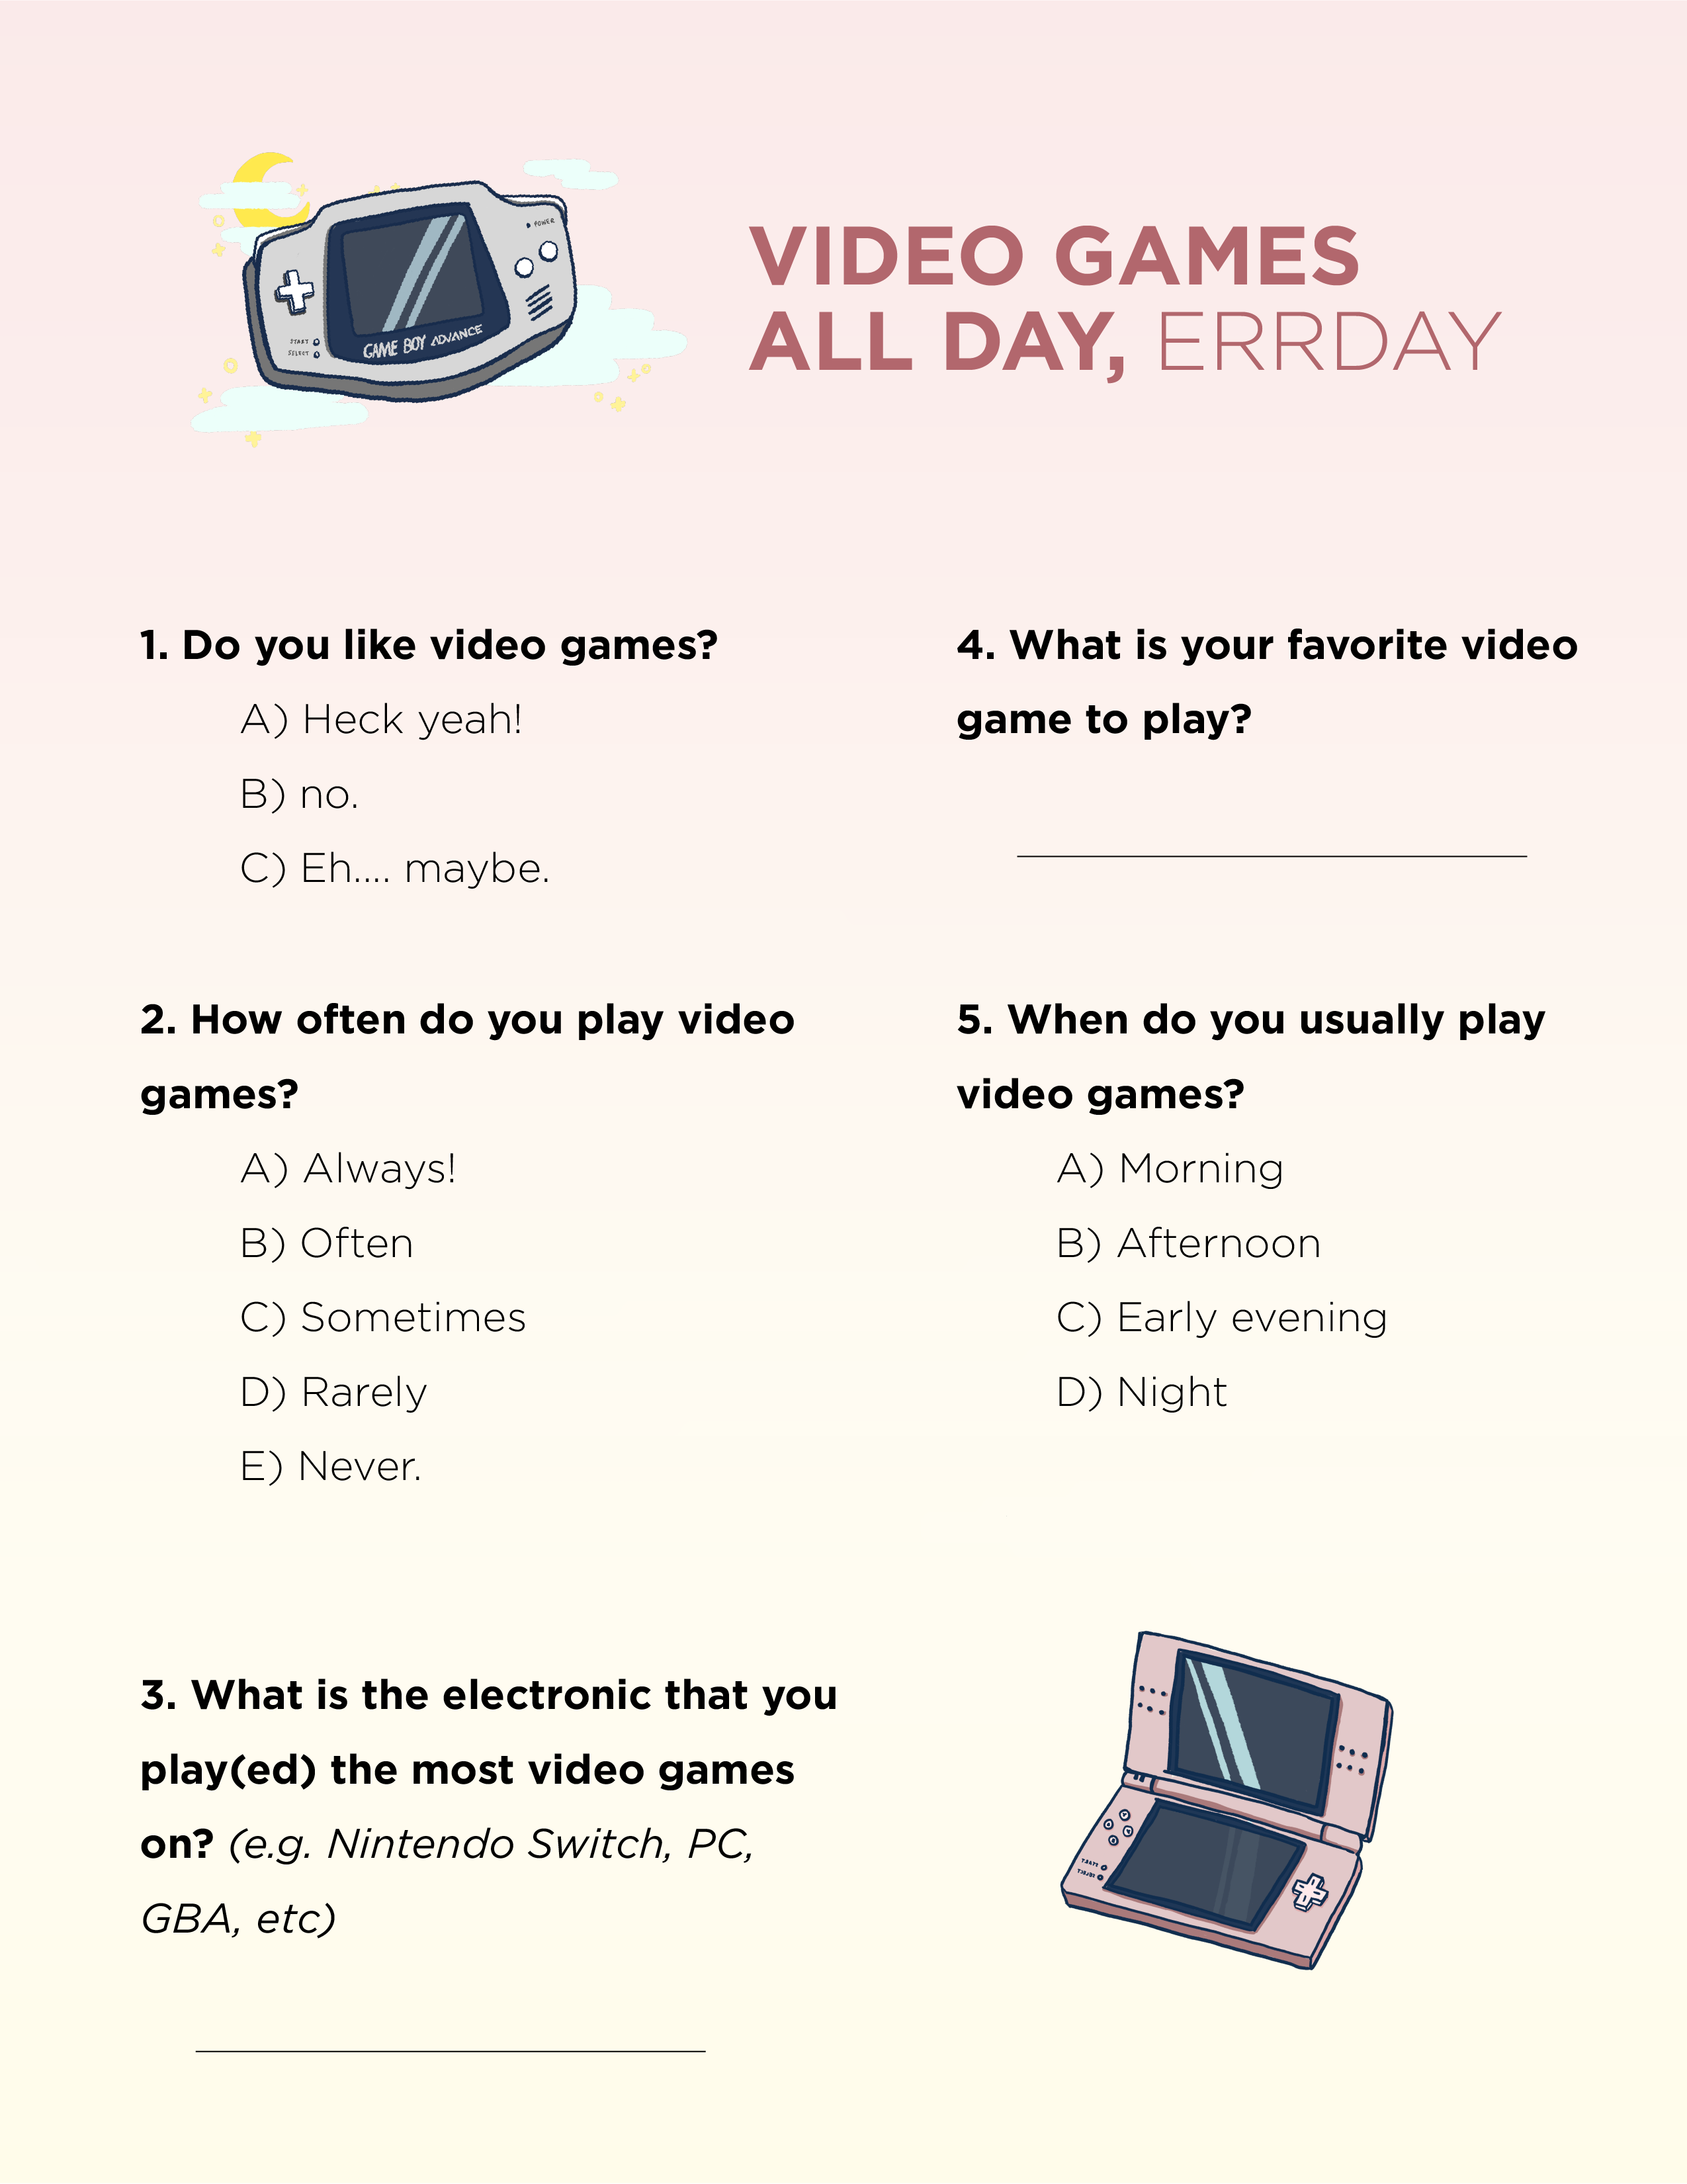 POWER
START
SELECT
GAME BOY ADVANCE
VIDEO GAMES
ALL DAY, ERRDAY
1. Do you like video games?
A) Heck yeah!
B) no.
C) Eh.... maybe.
2. How often do you play video
games?
A) Always!
B) Often
C) Sometimes
D) Rarely
E) Never.
3. What is the electronic that you
play(ed) the most video games
on? (e.g. Nintendo Switch, PC,
GBA, etc)
4. What is your favorite video
game to play?
5. When do you usually play
video games?
A) Morning
B) Afternoon
C) Early evening
D) Night
START
SELECT